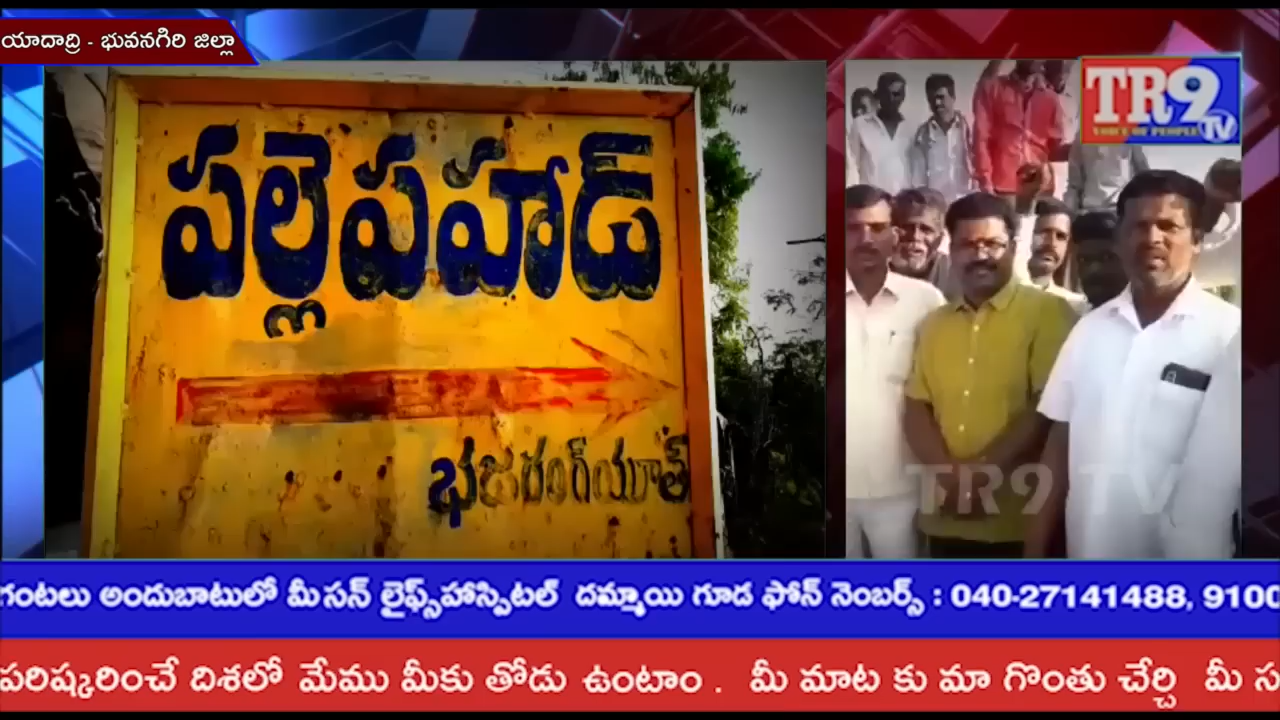 యాదాద్రి - భువనగిరి జిల్లా
TR9
TV
VOICE OF PEOPLE
పల్లెపహాడ్
భజరంగ్‌యూత్
TR9 TV
గంటలు అందుబాటులో మీ సన్ లైఫ్స్‌హాస్పిటల్ దమ్మాయి గూడ ఫోన్ నెంబర్స్ : 040-27141488, 9100
పరిష్కరించే దిశలో మేము మీకు తోడు ఉంటాం . మీ మాట కు మా గొంతు చేర్చి మీ స